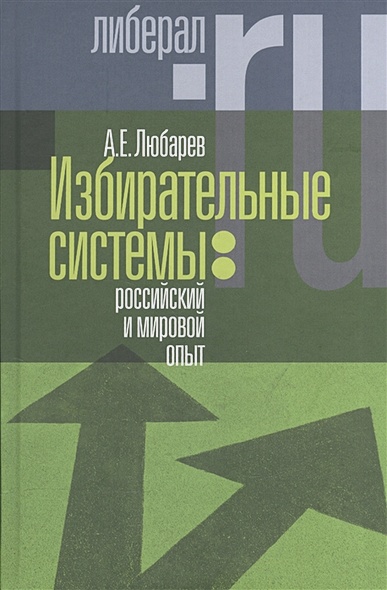 либерал
.ru
А.Е. Любарев
Избирательные
системы:
российский
и мировой
опыт